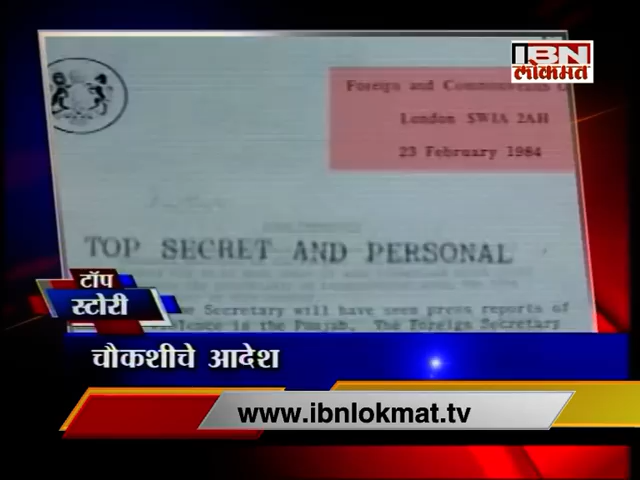 IBN
लोकमत
Foreign and Commonwealth
London SW1A 2AH
23 February 1984
TOP SECRET AND PERSONAL
Secretary will have seen press reports of
in the Punjab. The Foreign Secretary
टॉप
स्टोरी
चौकशीचे आदेश
www.ibnlokmat.tv